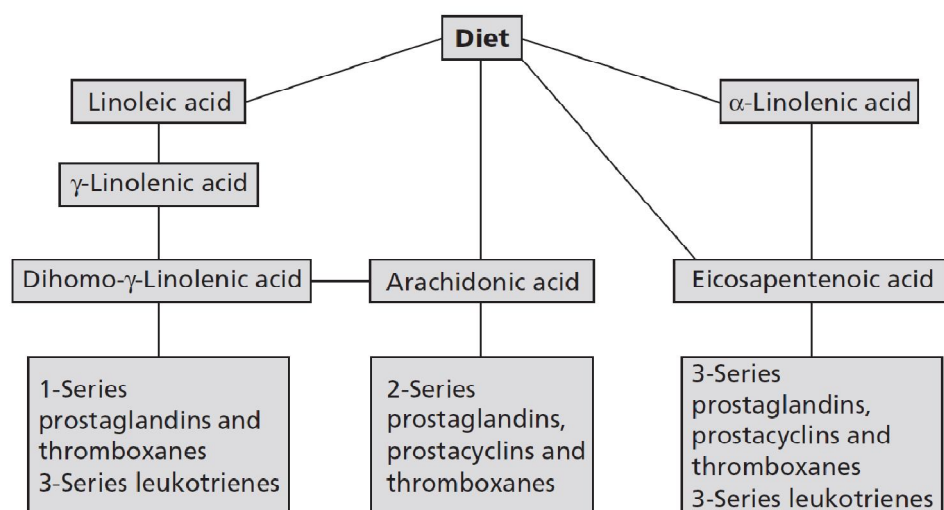 Diet
Linoleic acid
α-Linolenic acid
γ-Linolenic acid
Dihomo-γ-Linolenic acid
Arachidonic acid
Eicosapentenoic acid
1-Series
prostaglandins and
thromboxanes
3-Series leukotrienes
2-Series
prostaglandins,
prostacyclins and
thromboxanes
3-Series
prostaglandins,
prostacyclins and
thromboxanes
3-Series leukotrienes